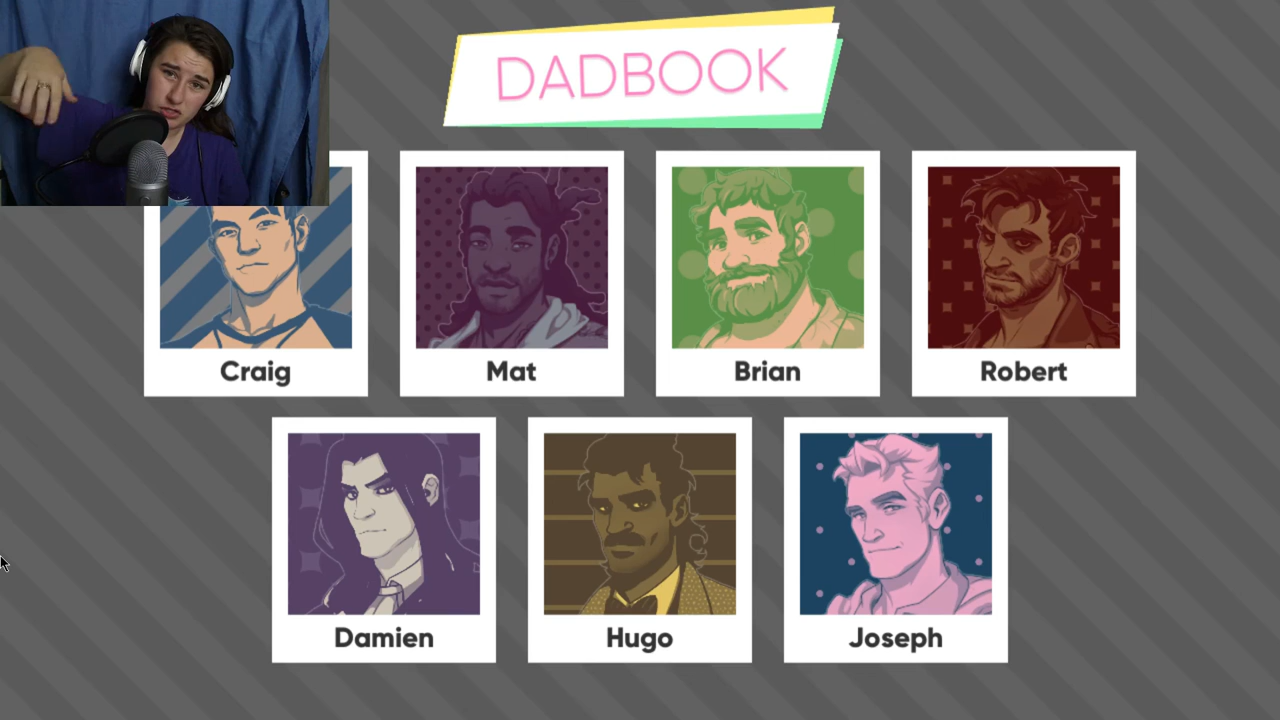 DADBOOK
Craig
Mat
Brian
Robert
Damien
Hugo
Joseph